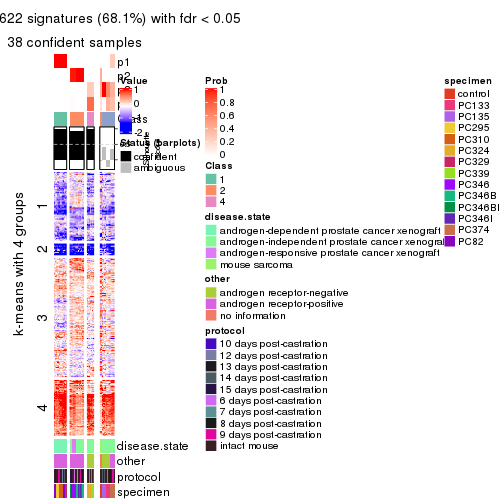 622 signatures (68.1%) with fdr < 0.05
38 confident samples
p1
p2
Class
Value
1
0
-1
-2
Status (barplots)
confident
ambiguous
k-means with 4 groups
1
2
3
4
disease.state
other
protocol
specimen
Prob
1
0.8
0.6
0.4
0.2
0
Class
1
2
4
disease.state
androgen-dependent prostate cancer xenograft
androgen-independent prostate cancer xenograf
androgen-responsive prostate cancer xenograft
mouse sarcoma
other
androgen receptor-negative
androgen receptor-positive
no information
protocol
10 days post-castration
12 days post-castration
13 days post-castration
14 days post-castration
15 days post-castration
6 days post-castration
7 days post-castration
8 days post-castration
9 days post-castration
intact mouse
specimen
control
PC133
PC135
PC295
PC310
PC324
PC329
PC339
PC346
PC346B
PC346BI
PC346I
PC374
PC82